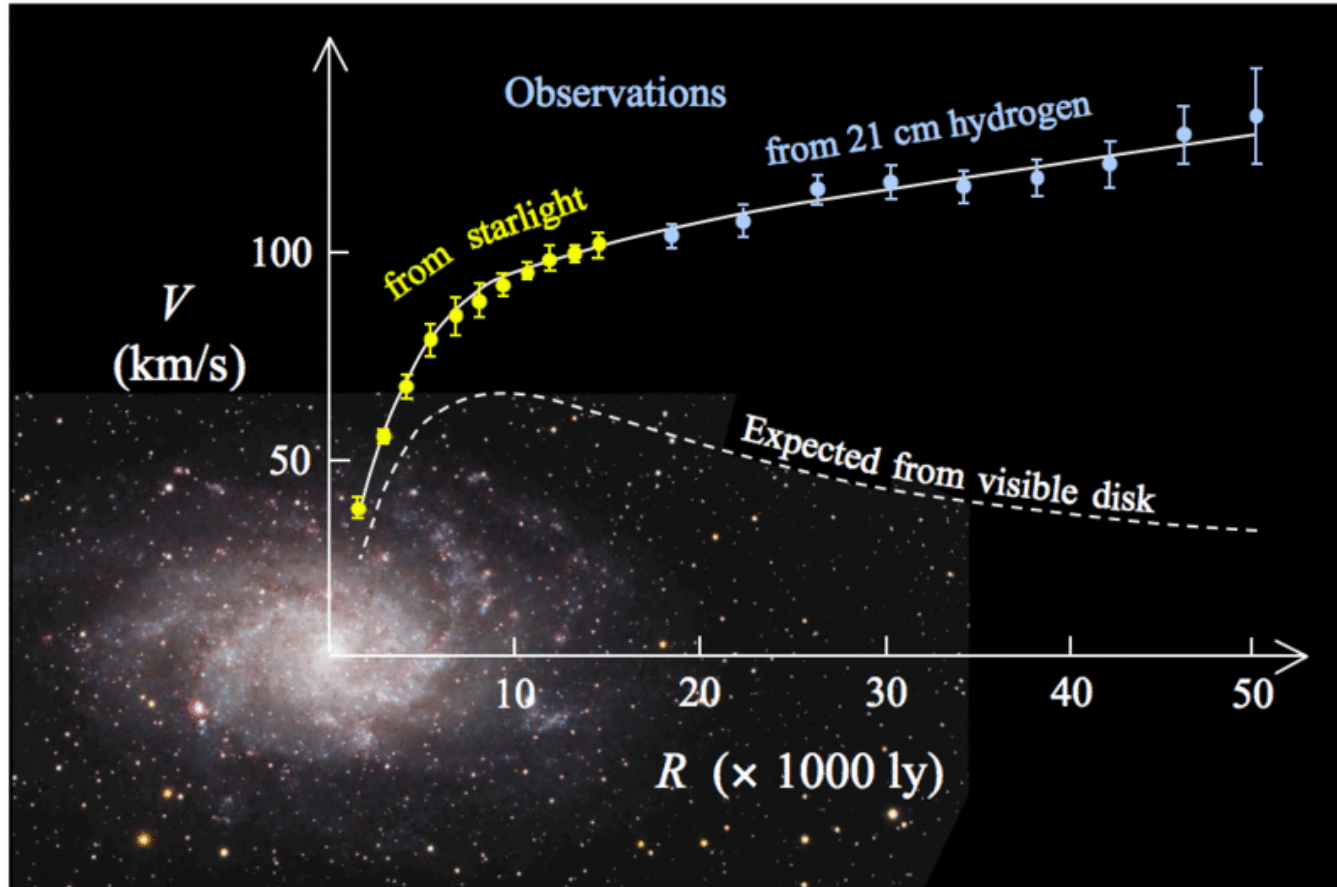 Observations
from 21 cm hydrogen
from starlight
100
V
(km/s)
50
Expected from visible disk
10 20 30 40 50
R (× 1000 ly)